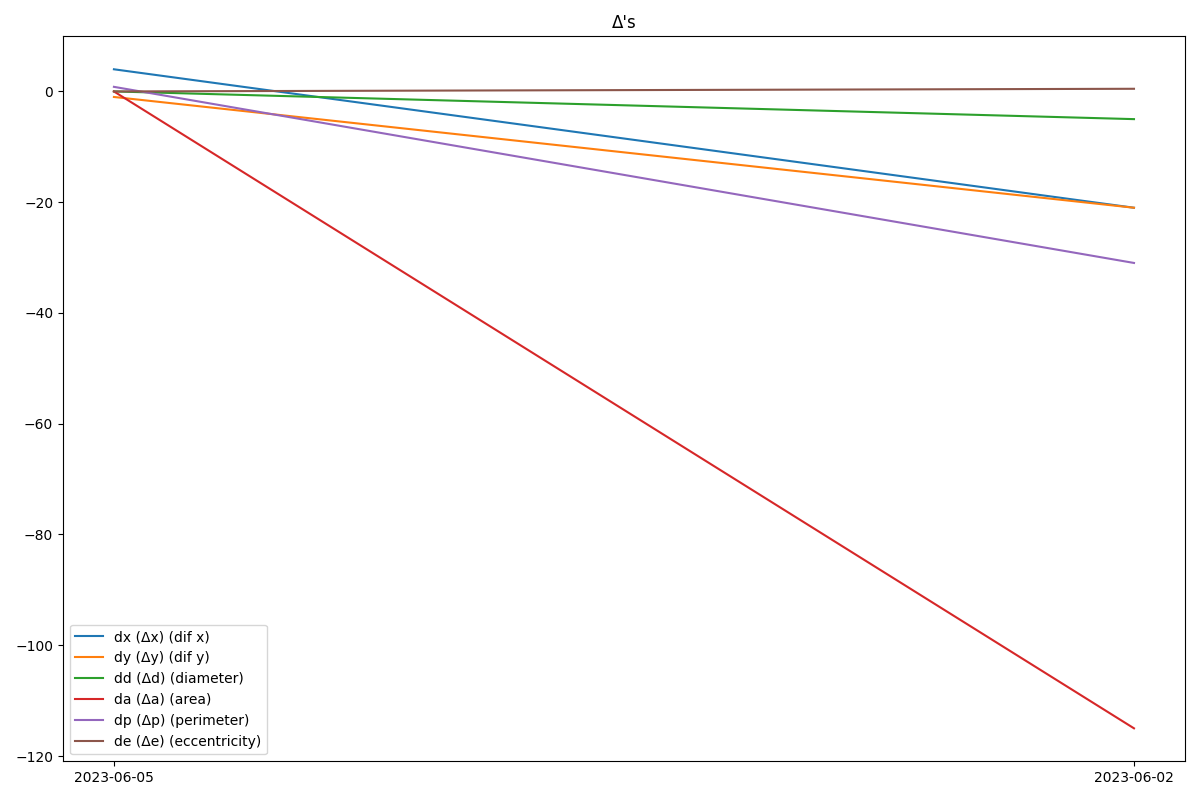 Δ's
0
−20
−40
−60
−80
−100
−120
dx (Δx) (dif x)
dy (Δy) (dif y)
dd (Δd) (diameter)
da (Δa) (area)
dp (Δp) (perimeter)
de (Δe) (eccentricity)
2023-06-05 2023-06-02